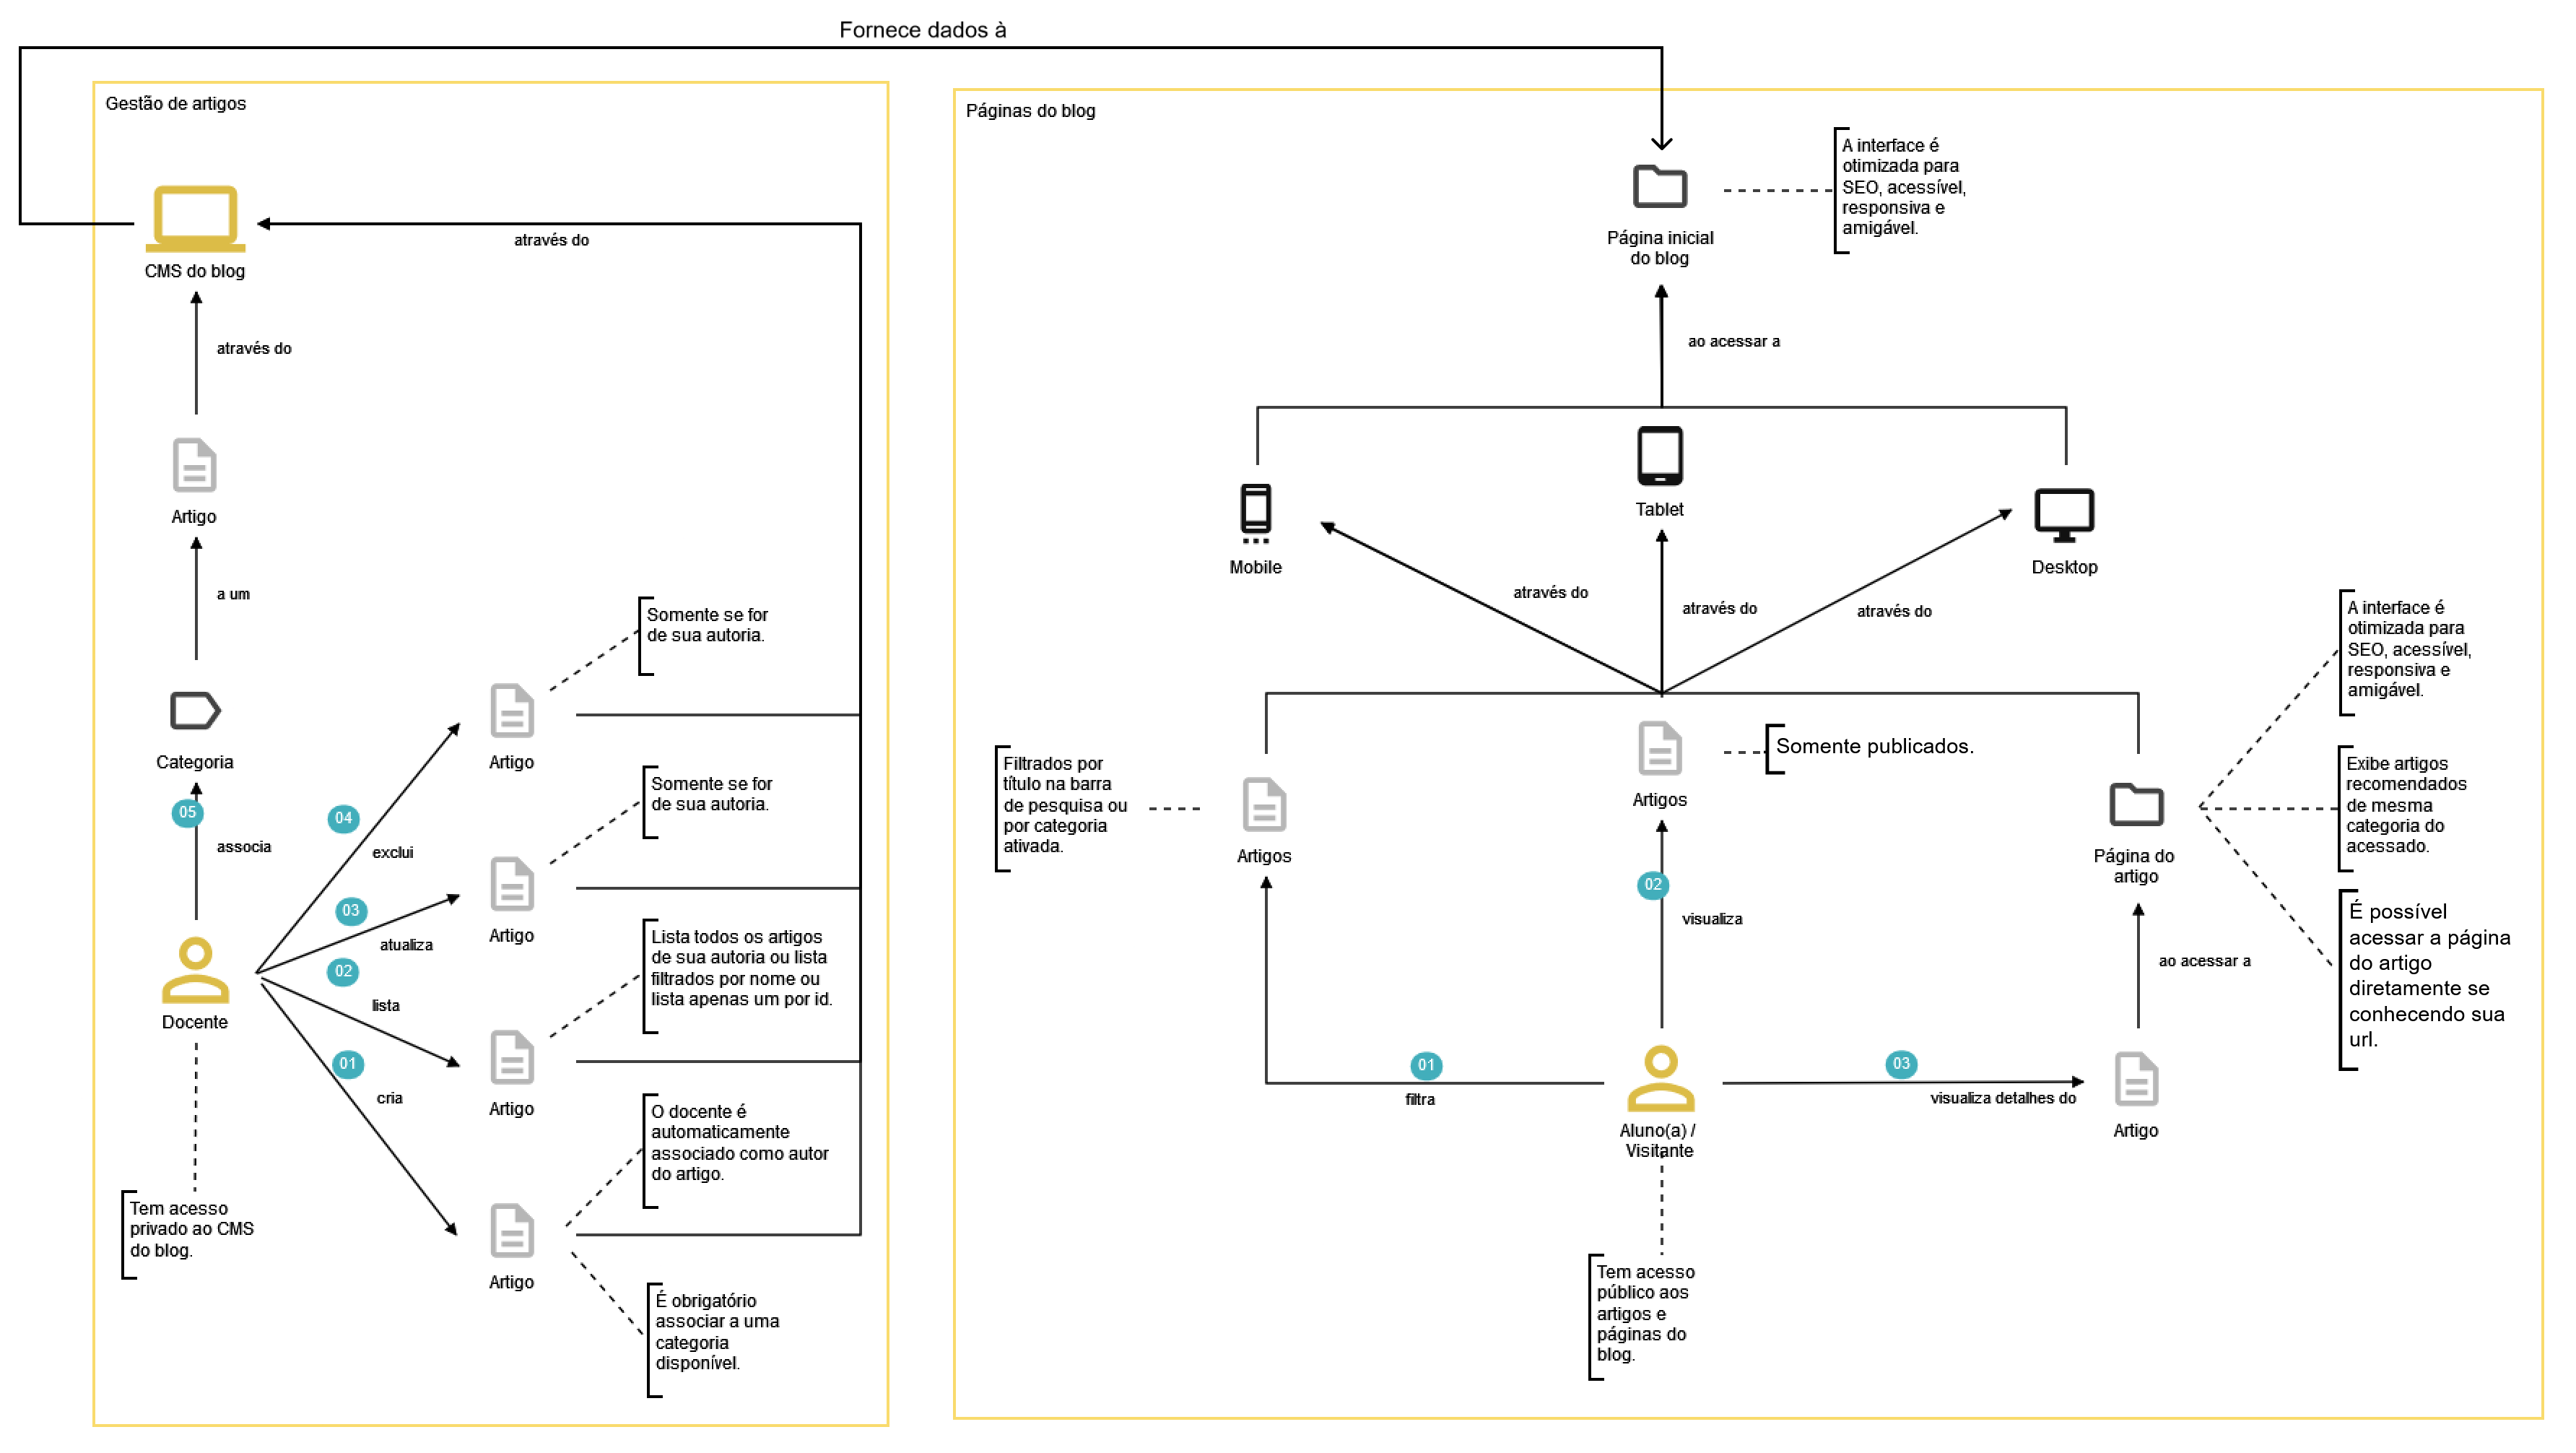 Fornece dados à
Gestão de artigos
CMS do blog
através do
através do
Artigo
a um
Categoria
05
associa
Docente
Tem acesso
privado ao CMS
do blog.
04
exclui
Artigo
Somente se for
de sua autoria.
03
atualiza
Artigo
Somente se for
de sua autoria.
02
lista
Artigo
Lista todos os artigos
de sua autoria ou lista
filtrados por nome ou
lista apenas um por id.
01
cria
Artigo
O docente é
automaticamente
associado como autor
do artigo.
É obrigatório
associar a uma
categoria
disponível.
Páginas do blog
Página inicial
do blog
A interface é
otimizada para
SEO, acessível,
responsiva e
amigável.
ao acessar a
Mobile
Tablet
Desktop
através do
através do
através do
Filtrados por
título na barra
de pesquisa ou
por categoria
ativada.
Artigos
Artigos
Somente publicados.
Página do
artigo
A interface é
otimizada para
SEO, acessível,
responsiva e
amigável.
Exibe artigos
recomendados
de mesma
categoria do
acessado.
É possível
acessar a página
do artigo
diretamente se
conhecendo sua
url.
02
visualiza
ao acessar a
01
filtra
03
visualiza detalhes do
Aluno(a) /
Visitante
Artigo
Tem acesso
público aos
artigos e
páginas do
blog.